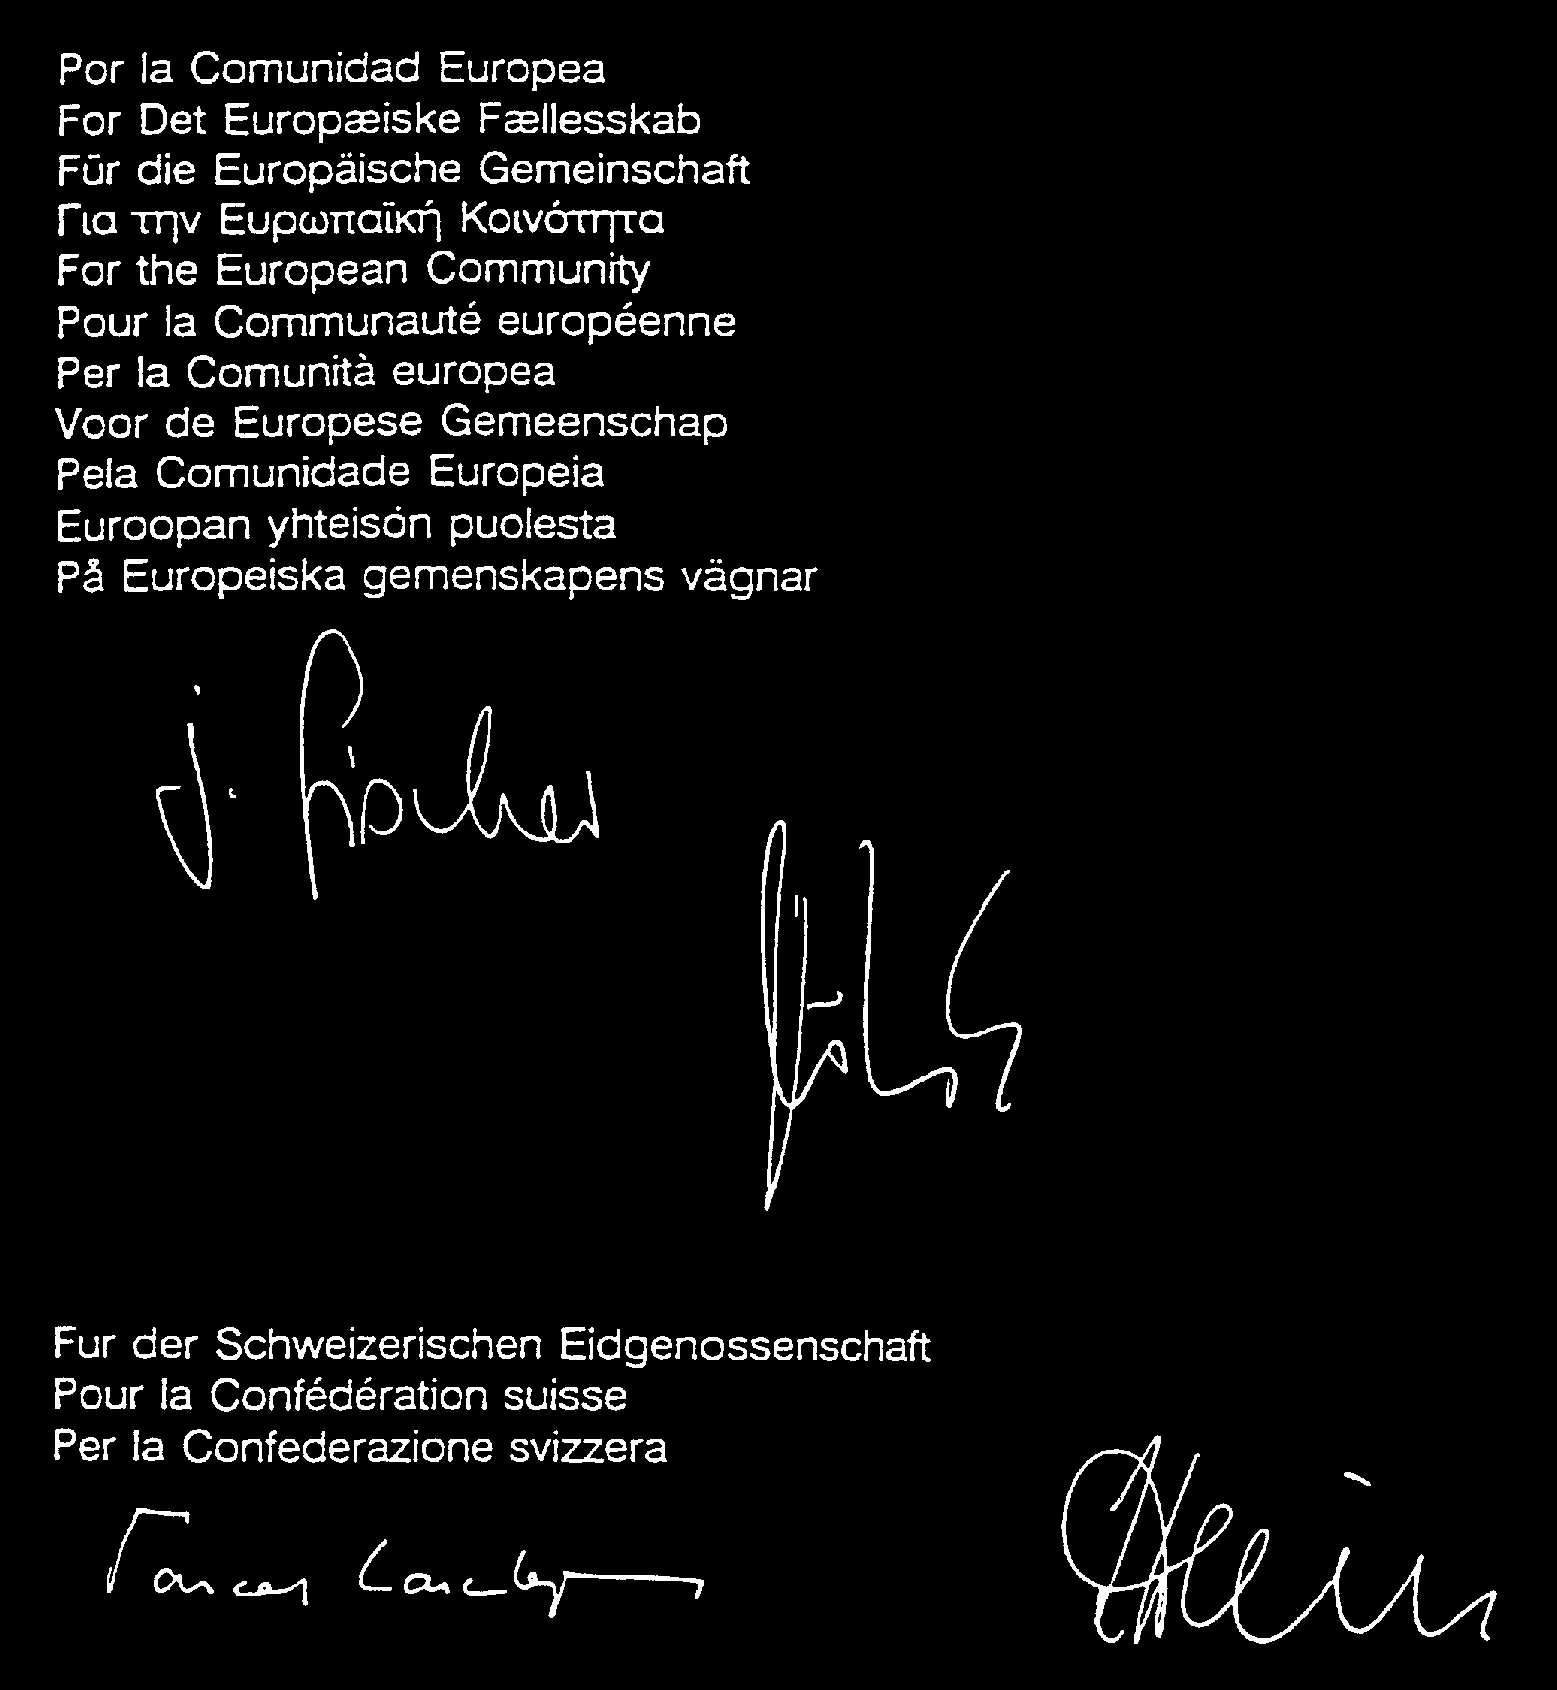 Por la Comunidad Europea
For Det Europæiske Fællesskab
Für die Europäische Gemeinschaft
Για την Ευρωπαϊκή Κοινότητα
For the European Community
Pour la Communauté européenne
Per la Comunità europea
Voor de Europese Gemeenschap
Pela Comunidade Europeia
Euroopan yhteisön puolesta
På Europeiska gemenskapens vägnar
J. Fischer
Fur der Schweizerischen Eidgenossenschaft
Pour la Confédération suisse
Per la Confederazione svizzera